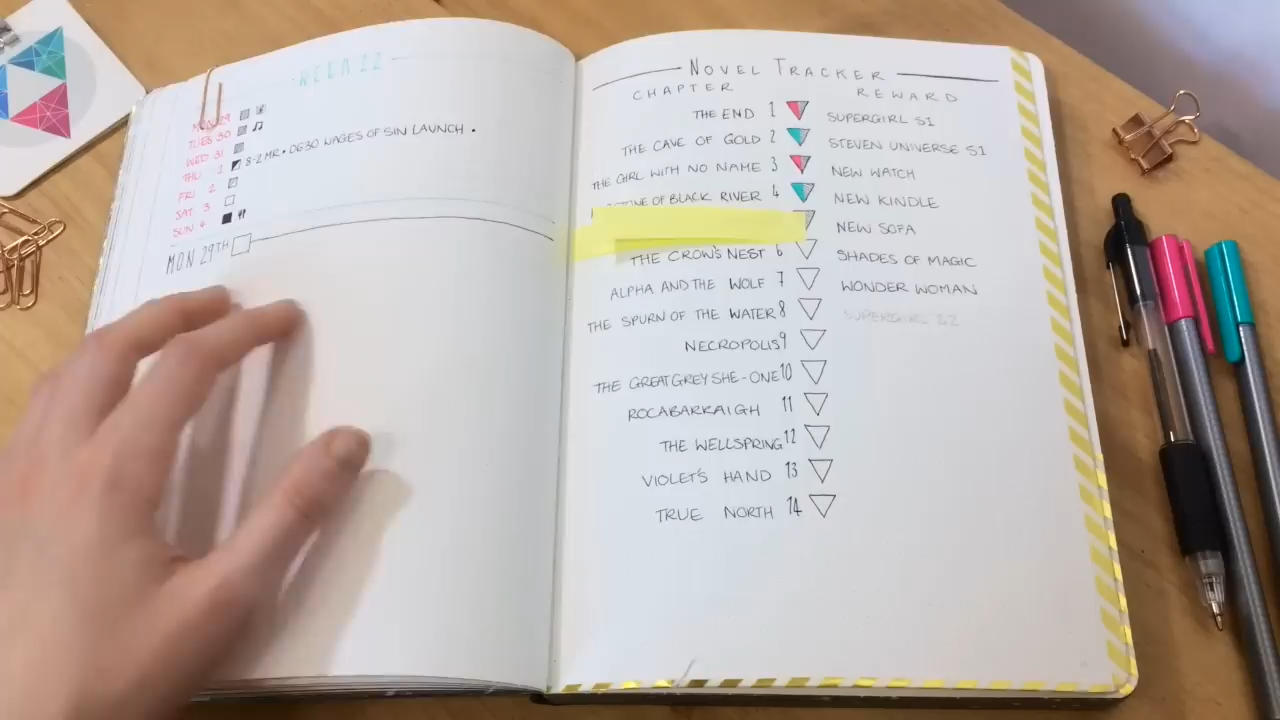 WEEK 22
MON 29
TUES 30
WED 31
THU 1 8-2 MR • 0630 WAGES OF SIN LAUNCH •
FRI 2
SAT 3
SUN 4
MON 29TH
NOVEL TRACKER
CHAPTER REWARD
THE END 1 SUPERGIRL S1
THE CAVE OF GOLD 2 STEVEN UNIVERSE S1
THE GIRL WITH NO NAME 3 NEW WATCH
OF BLACK RIVER 4 NEW KINDLE
NEW SOFA
THE CROW'S NEST 6 SHADES OF MAGIC
ALPHA AND THE WOLF 7 WONDER WOMAN
THE SPURN OF THE WATER 8 SUPERGIRL S2
NECROPOLIS 9
THE GREAT GREY SHE-ONE 10
ROCABARRAIGH 11
THE WELLSPRING 12
VIOLET'S HAND 13
TRUE NORTH 14